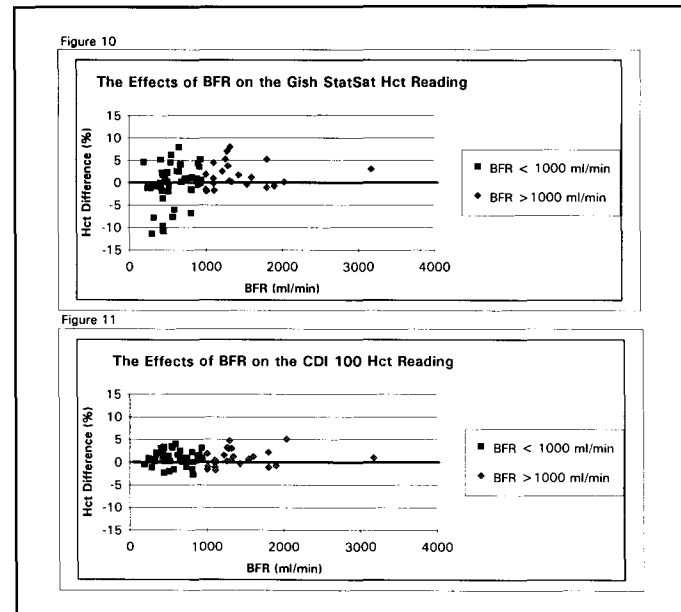 Figure 10
The Effects of BFR on the Gish StatSat Hct Reading
15
10
5
0
-5
-10
-15
Hct Difference (%)
0 1000 2000 3000 4000
BFR (ml/min)
■ BFR < 1000 ml/min
◆ BFR > 1000 ml/min
Figure 11
The Effects of BFR on the CDI 100 Hct Reading
15
10
5
0
-5
-10
-15
Hct Difference (%)
0 1000 2000 3000 4000
BFR (ml/min)
■ BFR < 1000 ml/min
◆ BFR > 1000 ml/min